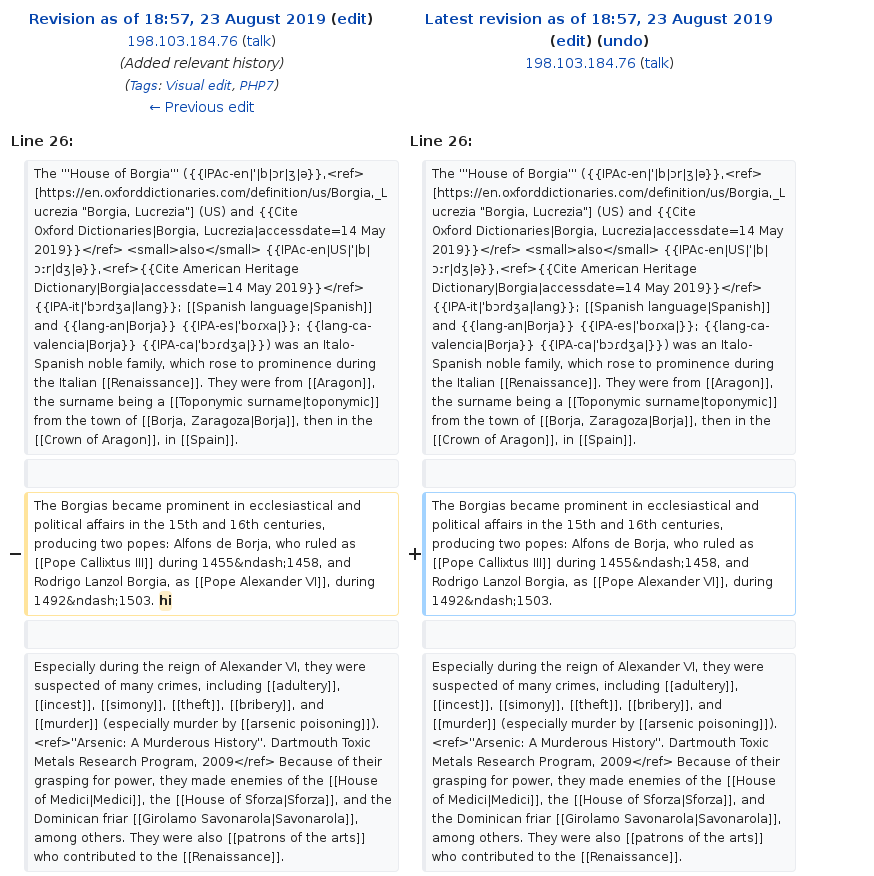 Revision as of 18:57, 23 August 2019 (edit)
198.103.184.76 (talk)
(Added relevant history)
(Tags: Visual edit, PHP7)
← Previous edit
Latest revision as of 18:57, 23 August 2019
(edit) (undo)
198.103.184.76 (talk)
Line 26:
The '''House of Borgia''' ({{IPAc-en|'|b|ɔr|ʒ|ə}},<ref>
[https://en.oxforddictionaries.com/definition/us/Borgia,_L
ucrezia "Borgia, Lucrezia"] (US) and {{Cite
Oxford Dictionaries|Borgia, Lucrezia|accessdate=14 May
2019}}</ref> <small>also</small> {{IPAc-en|US|'|b|
ɔːr|dʒ|ə}},<ref>{{Cite American Heritage
Dictionary|Borgia|accessdate=14 May 2019}}</ref>
{{IPA-it|'bɔrdʒa|lang}}; [[Spanish language|Spanish]]
and {{lang-an|Borja}} {{IPA-es|'boɾxa|}}; {{lang-ca-
valencia|Borja}} {{IPA-ca|'bɔɾdʒa|}}) was an Italo-
Spanish noble family, which rose to prominence during
the Italian [[Renaissance]]. They were from [[Aragon]],
the surname being a [[Toponymic surname|toponymic]]
from the town of [[Borja, Zaragoza|Borja]], then in the
[[Crown of Aragon]], in [[Spain]].
− The Borgias became prominent in ecclesiastical and
political affairs in the 15th and 16th centuries,
producing two popes: Alfons de Borja, who ruled as
[[Pope Callixtus III]] during 1455&ndash;1458, and
Rodrigo Lanzol Borgia, as [[Pope Alexander VI]], during
1492&ndash;1503. hi
Especially during the reign of Alexander VI, they were
suspected of many crimes, including [[adultery]],
[[incest]], [[simony]], [[theft]], [[bribery]], and
[[murder]] (especially murder by [[arsenic poisoning]]).
<ref>"Arsenic: A Murderous History". Dartmouth Toxic
Metals Research Program, 2009</ref> Because of their
grasping for power, they made enemies of the [[House
of Medici|Medici]], the [[House of Sforza|Sforza]], and the
Dominican friar [[Girolamo Savonarola|Savonarola]],
among others. They were also [[patrons of the arts]]
who contributed to the [[Renaissance]].
Line 26:
The '''House of Borgia''' ({{IPAc-en|'|b|ɔr|ʒ|ə}},<ref>
[https://en.oxforddictionaries.com/definition/us/Borgia,_L
ucrezia "Borgia, Lucrezia"] (US) and {{Cite
Oxford Dictionaries|Borgia, Lucrezia|accessdate=14 May
2019}}</ref> <small>also</small> {{IPAc-en|US|'|b|
ɔːr|dʒ|ə}},<ref>{{Cite American Heritage
Dictionary|Borgia|accessdate=14 May 2019}}</ref>
{{IPA-it|'bɔrdʒa|lang}}; [[Spanish language|Spanish]]
and {{lang-an|Borja}} {{IPA-es|'boɾxa|}}; {{lang-ca-
valencia|Borja}} {{IPA-ca|'bɔɾdʒa|}}) was an Italo-
Spanish noble family, which rose to prominence during
the Italian [[Renaissance]]. They were from [[Aragon]],
the surname being a [[Toponymic surname|toponymic]]
from the town of [[Borja, Zaragoza|Borja]], then in the
[[Crown of Aragon]], in [[Spain]].
+ The Borgias became prominent in ecclesiastical and
political affairs in the 15th and 16th centuries,
producing two popes: Alfons de Borja, who ruled as
[[Pope Callixtus III]] during 1455&ndash;1458, and
Rodrigo Lanzol Borgia, as [[Pope Alexander VI]], during
1492&ndash;1503.
Especially during the reign of Alexander VI, they were
suspected of many crimes, including [[adultery]],
[[incest]], [[simony]], [[theft]], [[bribery]], and
[[murder]] (especially murder by [[arsenic poisoning]]).
<ref>"Arsenic: A Murderous History". Dartmouth Toxic
Metals Research Program, 2009</ref> Because of their
grasping for power, they made enemies of the [[House
of Medici|Medici]], the [[House of Sforza|Sforza]], and
the Dominican friar [[Girolamo Savonarola|Savonarola]],
among others. They were also [[patrons of the arts]]
who contributed to the [[Renaissance]].